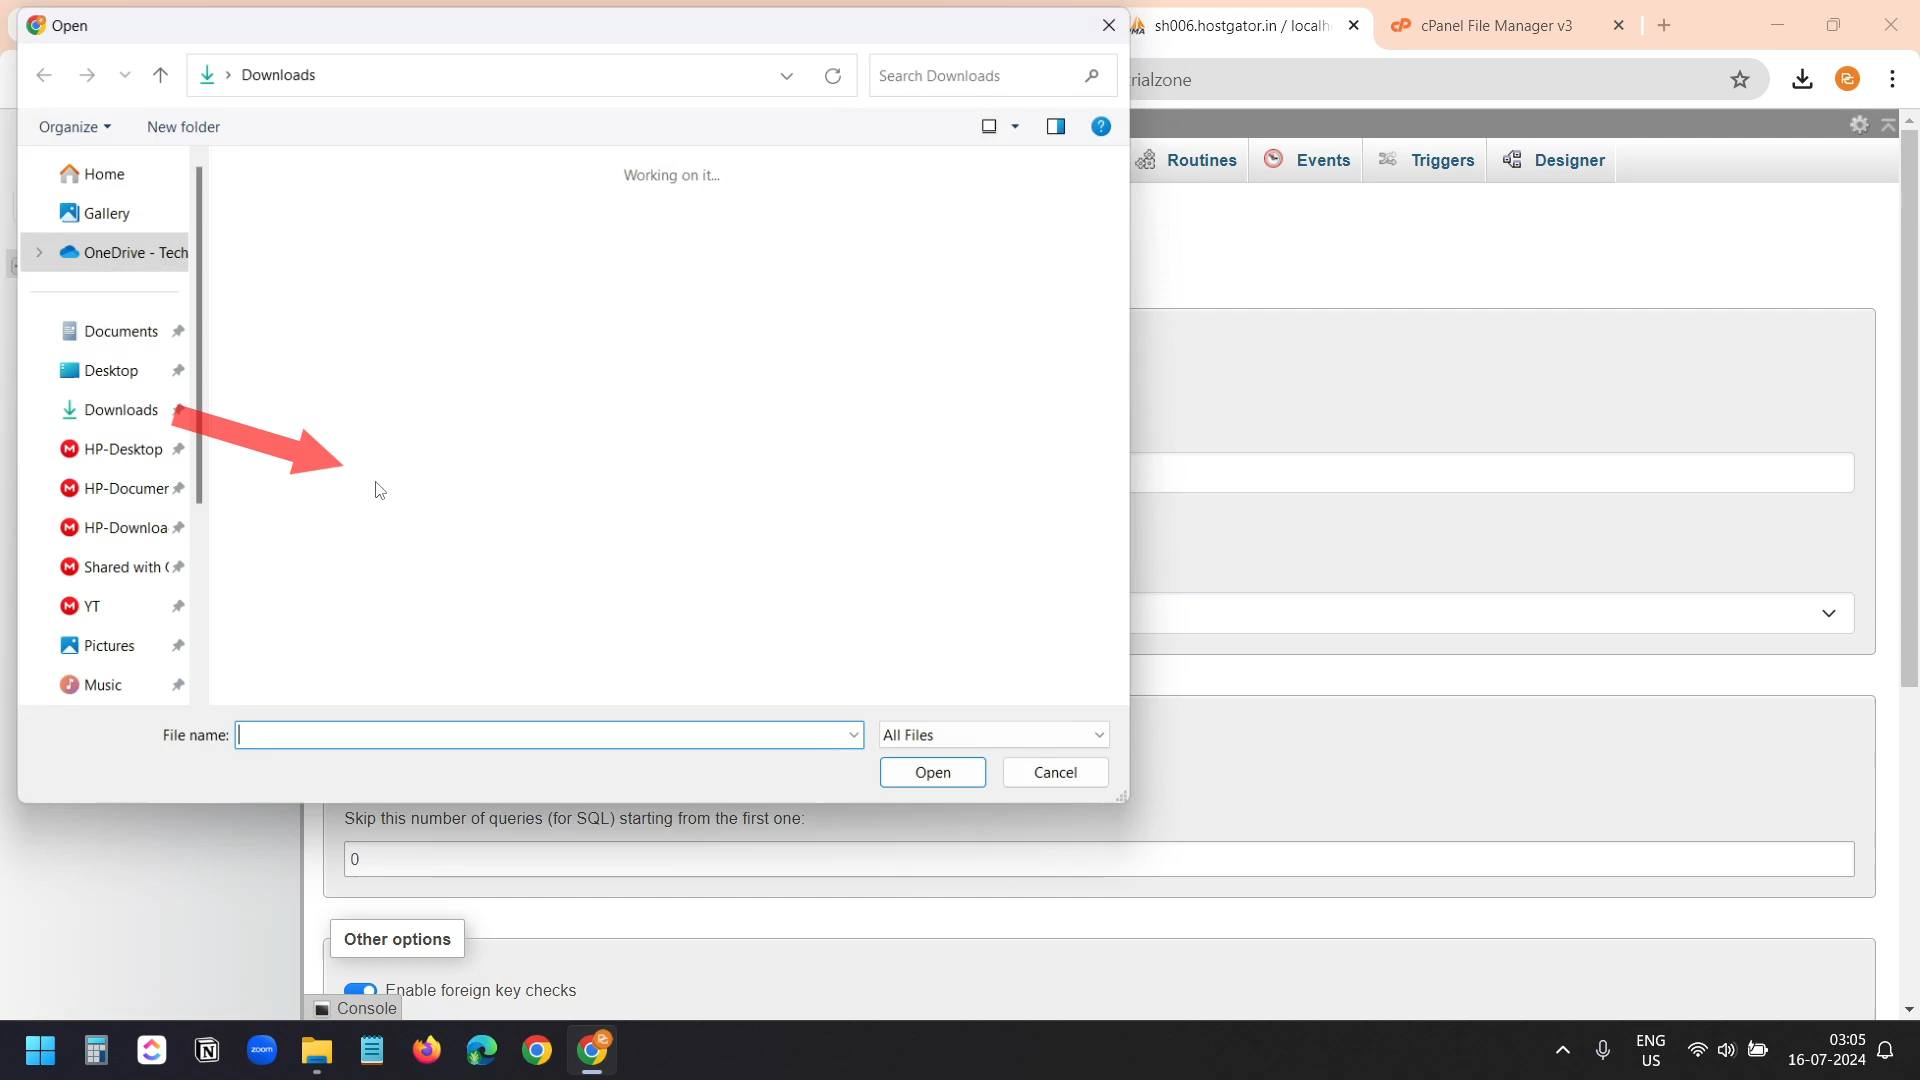 Open
sh006.hostgator.in / localh
cPanel File Manager v3
Downloads
Search Downloads
rialzone
Organize
New folder
Home
Gallery
OneDrive - Tech
Documents
Desktop
Downloads
HP-Desktop
HP-Documer
HP-Downloa
Shared with
YT
Pictures
Music
Working on it...
Routines
Events
Triggers
Designer
File name:
All Files
Open
Cancel
Skip this number of queries (for SQL) starting from the first one:
0
Other options
Enable foreign key checks
Console
zoom
ENG
US
03:05
16-07-2024